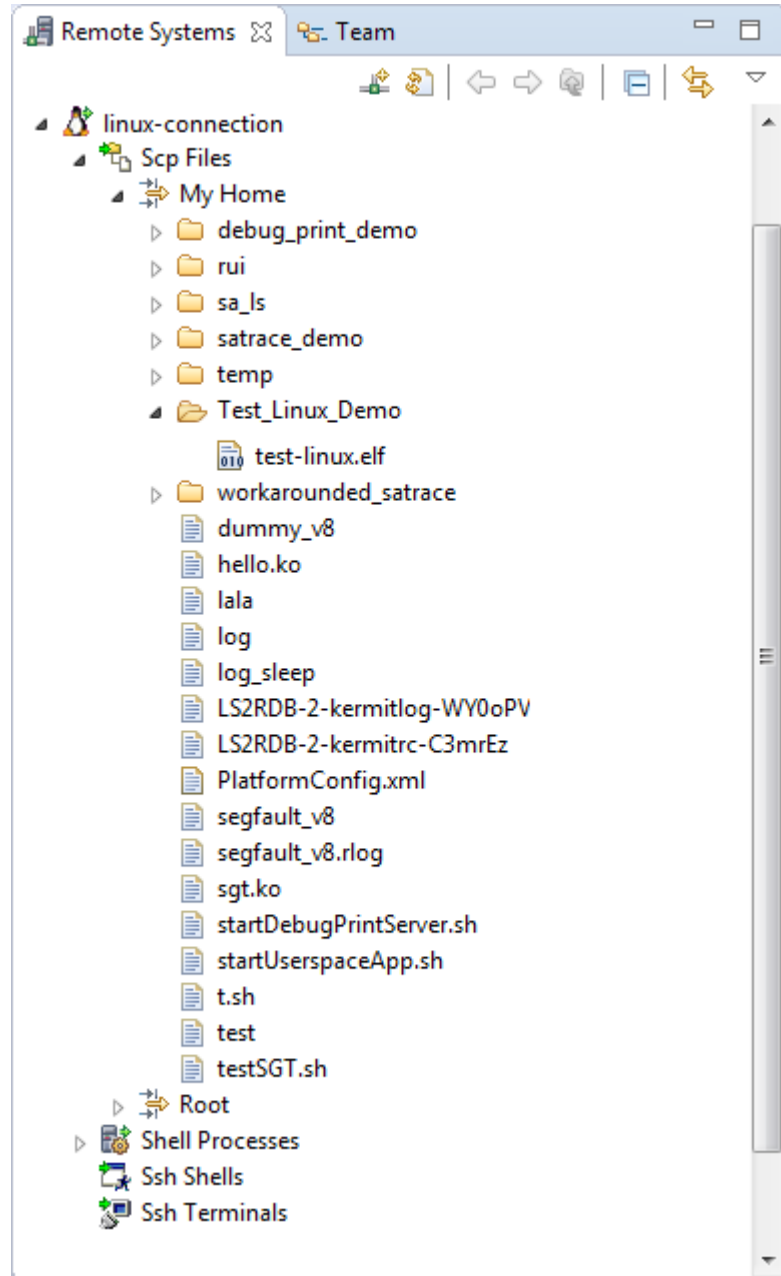 Remote Systems Team
linux-connection
Scp Files
My Home
debug_print_demo
rui
sa_ls
satrace_demo
temp
Test_Linux_Demo
010 test-linux.elf
workarounded_satrace
dummy_v8
hello.ko
lala
log
log_sleep
LS2RDB-2-kermitlog-WY0oPV
LS2RDB-2-kermitrc-C3mrEz
PlatformConfig.xml
segfault_v8
segfault_v8.rlog
sgt.ko
startDebugPrintServer.sh
startUserspaceApp.sh
t.sh
test
testSGT.sh
Root
Shell Processes
Ssh Shells
Ssh Terminals